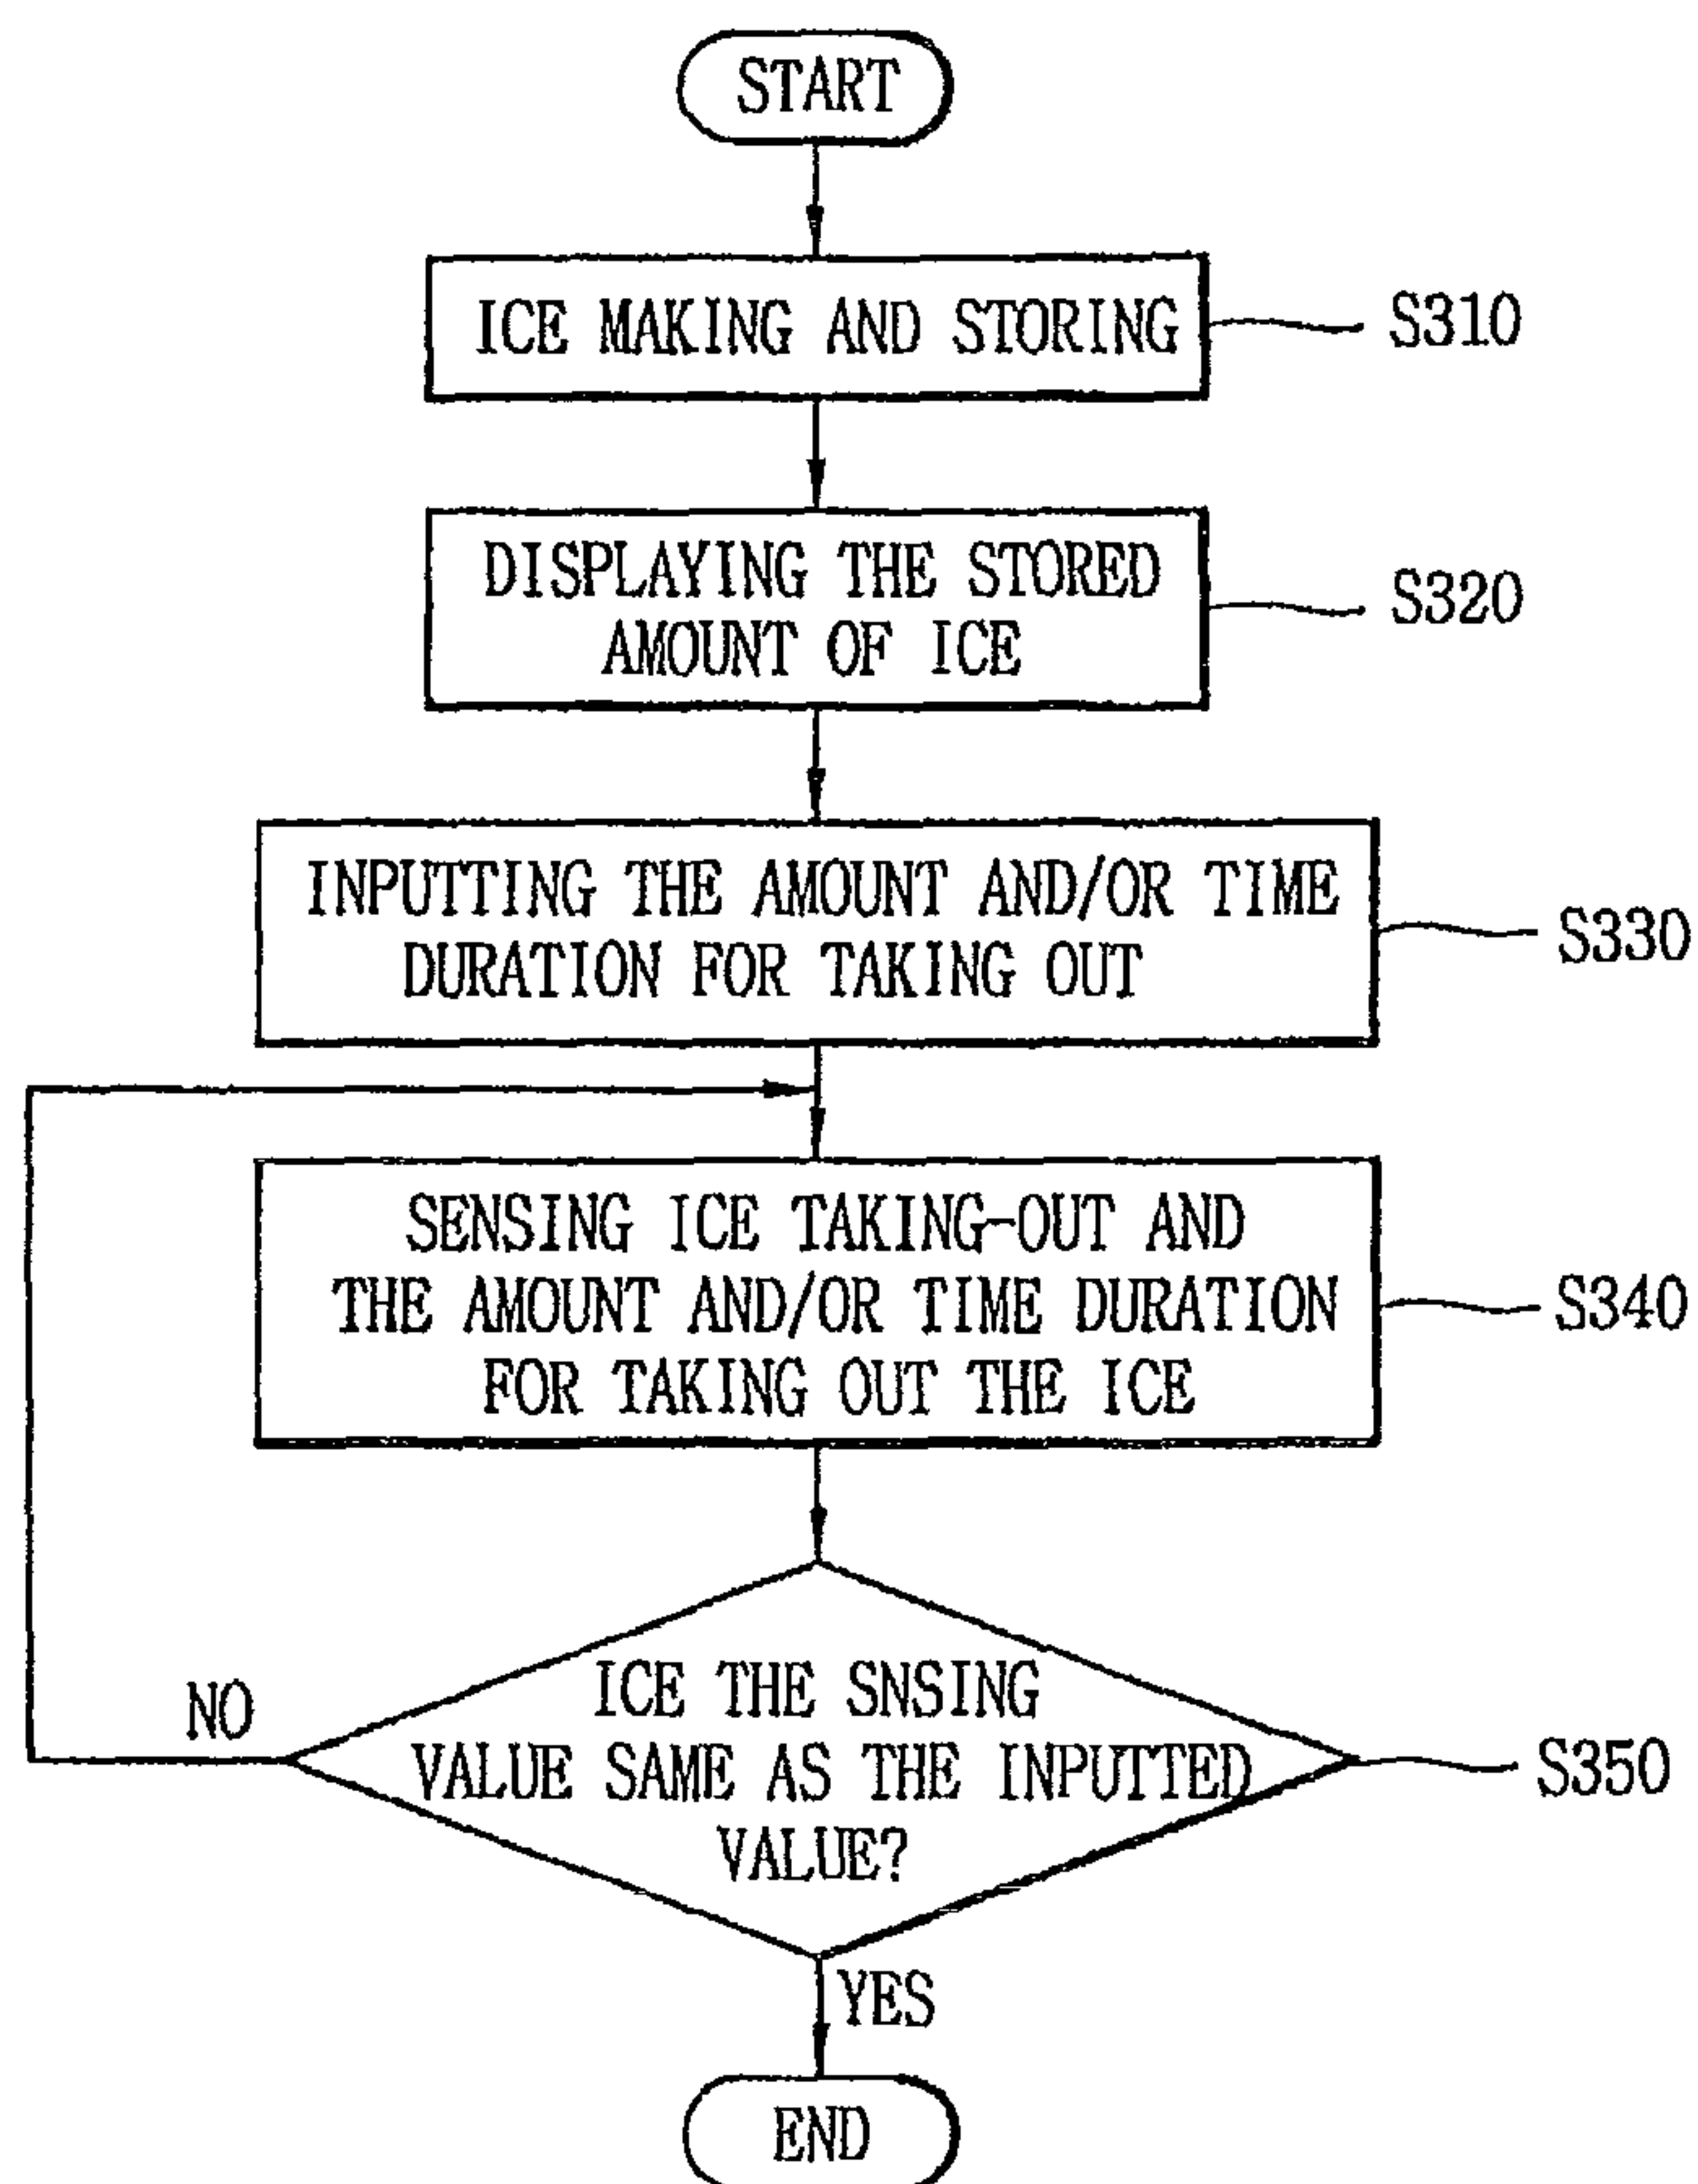 START
ICE MAKING AND STORING
S310
DISPLAYING THE STORED
AMOUNT OF ICE
S320
INPUTTING THE AMOUNT AND/OR TIME
DURATION FOR TAKING OUT
S330
SENSING ICE TAKING-OUT AND
THE AMOUNT AND/OR TIME DURATION
FOR TAKING OUT THE ICE
S340
ICE THE SNSING
VALUE SAME AS THE INPUTTED
VALUE?
S350
NO
YES
END